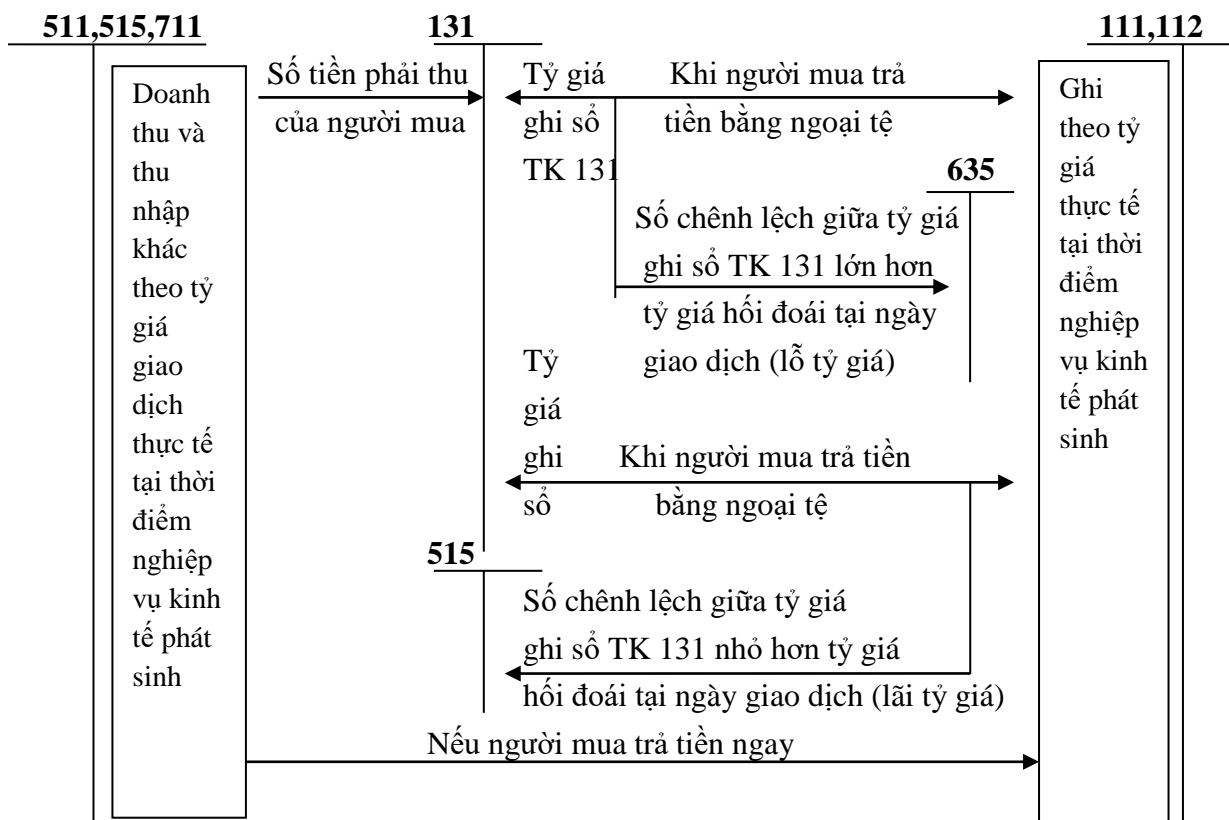 511,515,711
131
111,112
Doanh
thu và
thu
nhập
khác
theo tỷ
giá
giao
dịch
thực tế
tại thời
điểm
nghiệp
vụ kinh
tế phát
sinh
Số tiền phải thu
của người mua
Tỷ giá
ghi sổ
TK 131
Khi người mua trả
tiền bằng ngoại tệ
635
Số chênh lệch giữa tỷ giá
ghi sổ TK 131 lớn hơn
tỷ giá hối đoái tại ngày
giao dịch (lỗ tỷ giá)
Tỷ
giá
ghi
sổ
Khi người mua trả tiền
bằng ngoại tệ
515
Số chênh lệch giữa tỷ giá
ghi sổ TK 131 nhỏ hơn tỷ giá
hối đoái tại ngày giao dịch (lãi tỷ giá)
Nếu người mua trả tiền ngay
Ghi
theo tỷ
giá
thực tế
tại thời
điểm
nghiệp
vụ kinh
tế phát
sinh